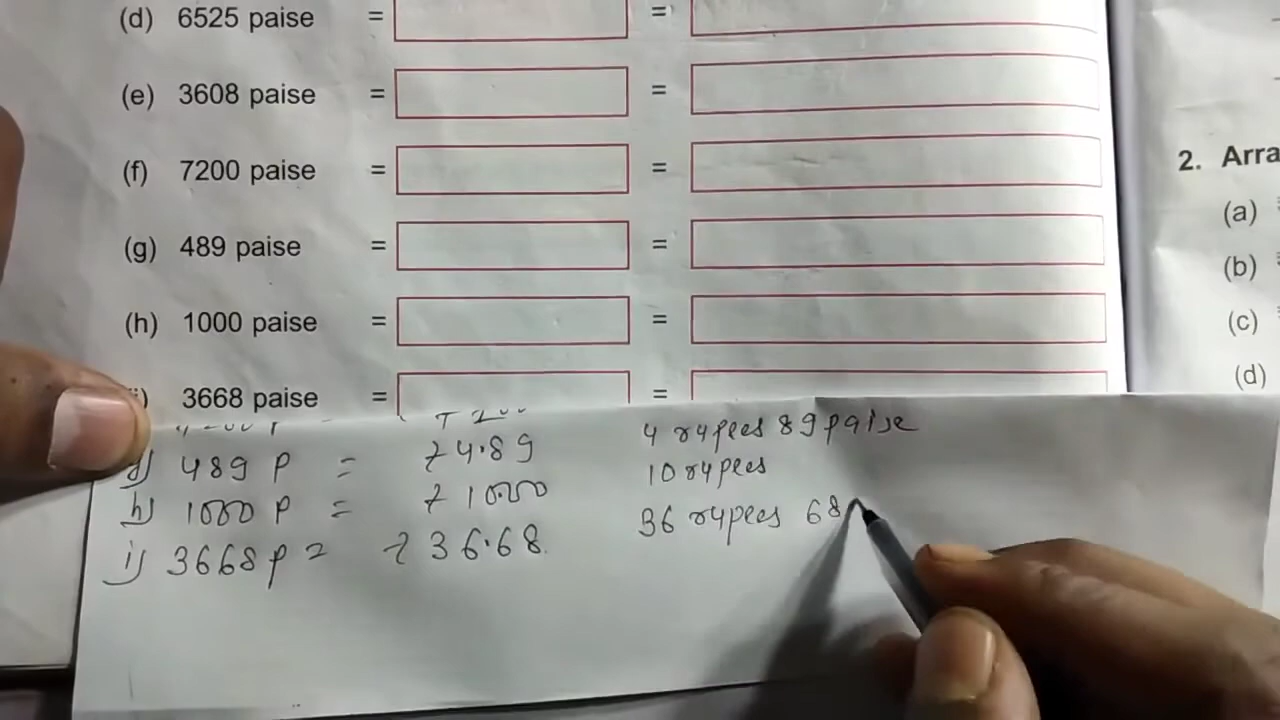 (d) 6525 paise = =
(e) 3608 paise = =
(f) 7200 paise = =
(g) 489 paise = =
(h) 1000 paise = =
3668 paise = =
2. Arra
(a)
(b)
(c)
(d)
g) 489 P = ₹ 4.89 4 rupees 89 paise
h) 1000 P = ₹ 10.00 10 rupees
i) 3668 P = ₹ 36.68 36 rupees 68